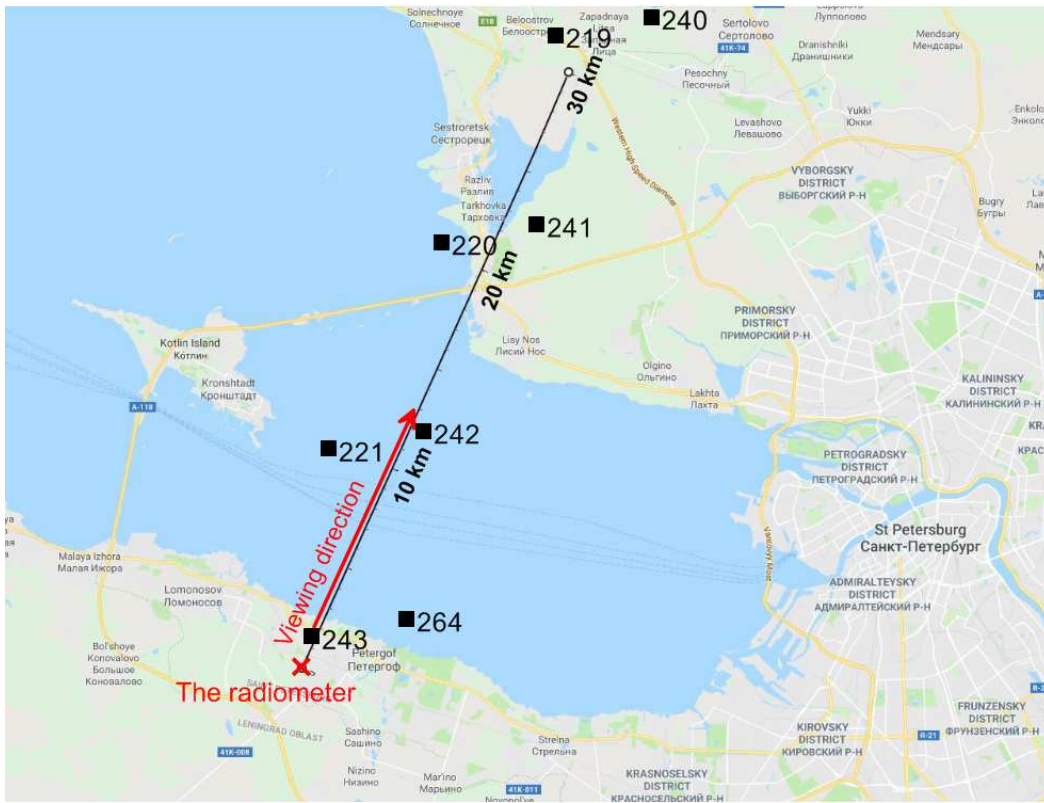 Solnechnoye
Солнечное
E18
Beloostrov
Белоостров
Zapadnaya
Litsa
Западная
Лица
219
240
Sertolovo
Сертолово
41K-74
Mendsary
Мендсары
Dranishniki
Дранишники
30 km
Pesochny
Песочный
Yukki
Юкки
Levashovo
Левашово
Sestroretsk
Сестрорецк
Western High-Speed Diameter
VYBORGSKY
DISTRICT
ВЫБОРГСКИЙ Р-Н
Razliv
Разлив
Tarkhovka
Тарховка
Bugry
Бугры
241
220
20 km
PRIMORSKY
DISTRICT
ПРИМОРСКИЙ Р-Н
Kotlin Island
Котлин
Lisy Nos
Лисий Нос
Olgino
Ольгино
Kronshtadt
Кронштадт
Lakhta
Лахта
KALININSKY
DISTRICT
КАЛИНИНСКИЙ Р-Н
A-118
242
221
10 km
PETROGRADSKY
DISTRICT
ПЕТРОГРАДСКИЙ Р-Н
Viewing direction
St Petersburg
Санкт-Петербург
Malaya Izhora
Малая Ижора
Lomonosov
Ломоносов
ADMIRALTEYSKY
DISTRICT
АДМИРАЛТЕЙСКИЙ Р-Н
264
243
Bol'shoye
Konovalovo
Большое
Коновалово
Petergof
Петергоф
The radiometer
LENINGRAD OBLAST
41K-008
Sashino
Сашино
Strelna
Стрельна
KIROVSKY
DISTRICT
КИРОВСКИЙ Р-Н
FRUNZENSKY
DISTRICT
ФРУНЗЕНСКИЙ Р-Н
Nizino
Низино
Mar'ino
Марьино
41K-011
KRASNOSELSKY
DISTRICT
КРАСНОСЕЛЬСКИЙ Р-Н